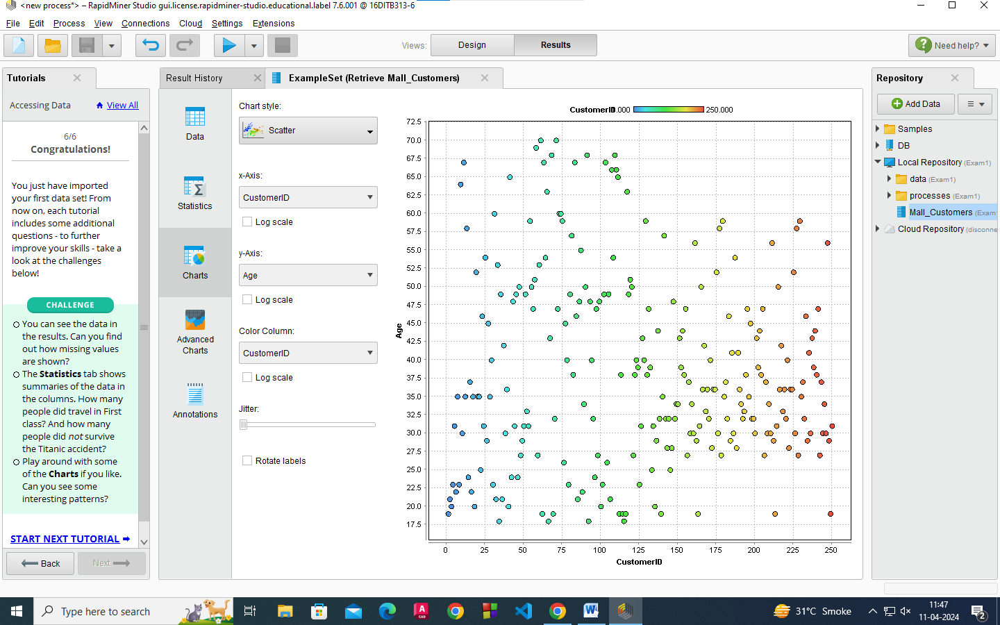 <new process*> – RapidMiner Studio gui.license.rapidminer-studio.educational.label 7.6.001 @ 16DITB313-6
File Edit Process View Connections Cloud Settings Extensions
Views: Design Results
Need help?
Tutorials
Accessing Data View All
6/6
Congratulations!
You just have imported
your first data set! From
now on, each tutorial
includes some additional
questions - to further
improve your skills - take a
look at the challenges
below!
CHALLENGE
You can see the data in
the results. Can you find
out how missing values
are shown?
The Statistics tab shows
summaries of the data in
the columns. How many
people did travel in First
class? And how many
people did not survive
the Titanic accident?
Play around with some
of the Charts if you like.
Can you see some
interesting patterns?
START NEXT TUTORIAL
Back Next
Result History ExampleSet (Retrieve Mall_Customers)
Data
Statistics
Charts
Advanced
Charts
Annotations
Chart style:
Scatter
x-Axis:
CustomerID
Log scale
y-Axis:
Age
Log scale
Color Column:
CustomerID
Log scale
Jitter:
Rotate labels
CustomerID .000 250.000
72.5
70.0
67.5
65.0
62.5
60.0
57.5
55.0
52.5
50.0
47.5
45.0
42.5
40.0
37.5
35.0
32.5
30.0
27.5
25.0
22.5
20.0
17.5
Age
0 25 50 75 100 125 150 175 200 225 250
CustomerID
Repository
Add Data
Samples
DB
Local Repository (Exam1)
data (Exam1)
processes (Exam1)
Mall_Customers (Exam
Cloud Repository (disconne
Type here to search
31°C Smoke
11:47
11-04-2024
2